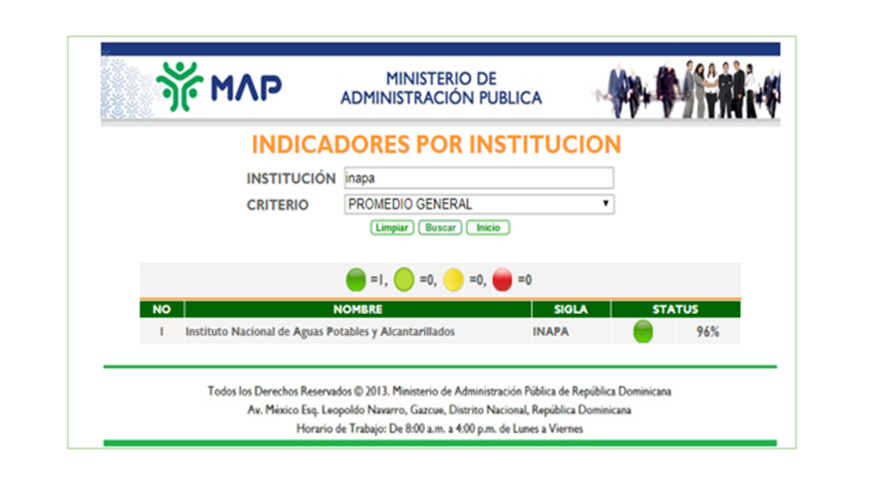 MAP
MINISTERIO DE
ADMINISTRACIÓN PUBLICA
INDICADORES POR INSTITUCION
INSTITUCIÓN inapa
CRITERIO PROMEDIO GENERAL
Limpiar Buscar Inicio
=1, =0, =0, =0
NO NOMBRE SIGLA STATUS
1 Instituto Nacional de Aguas Potables y Alcantarillados INAPA 96%
Todos los Derechos Reservados © 2013. Ministerio de Administración Pública de República Dominicana
Av. México Esq. Leopoldo Navarro, Gazcue, Distrito Nacional, República Dominicana
Horario de Trabajo: De 8:00 a.m. a 4:00 p.m. de Lunes a Viernes